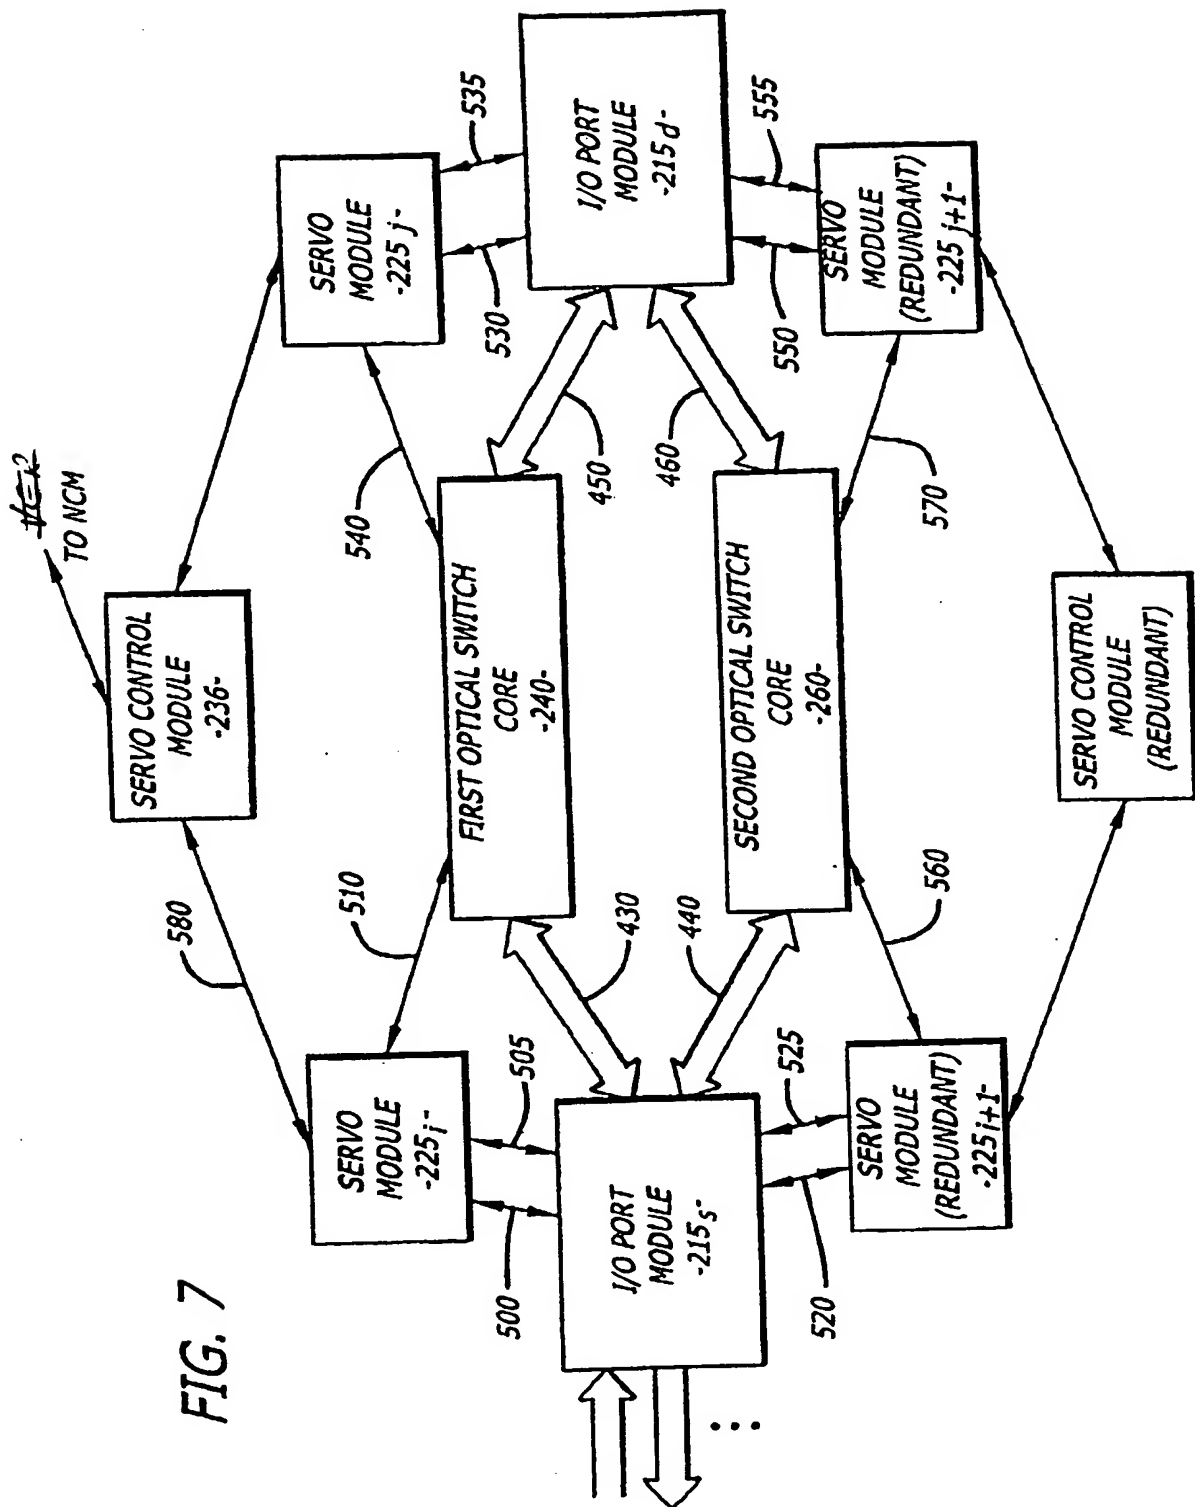 FIG. 7
TO NCM
SERVO CONTROL
MODULE
-236-
580
510
540
SERVO
MODULE
-225i-
SERVO
MODULE
-225j-
500
505
530
535
FIRST OPTICAL SWITCH
CORE
-240-
430
450
I/O PORT
MODULE
-215s-
I/O PORT
MODULE
-215d-
440
460
SECOND OPTICAL SWITCH
CORE
-260-
520
525
550
555
SERVO
MODULE
(REDUNDANT)
-225i+1-
SERVO
MODULE
(REDUNDANT)
-225j+1-
560
570
SERVO CONTROL
MODULE
(REDUNDANT)